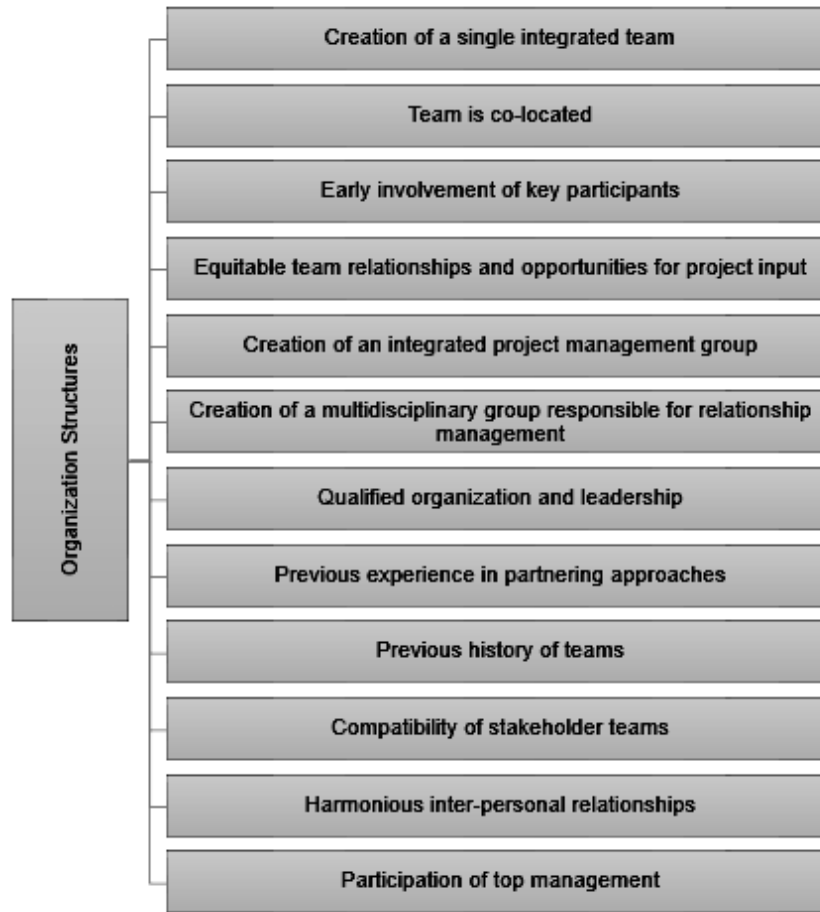 Organization Structures
Creation of a single integrated team
Team is co-located
Early involvement of key participants
Equitable team relationships and opportunities for project input
Creation of an integrated project management group
Creation of a multidisciplinary group responsible for relationship
management
Qualified organization and leadership
Previous experience in partnering approaches
Previous history of teams
Compatibility of stakeholder teams
Harmonious inter-personal relationships
Participation of top management